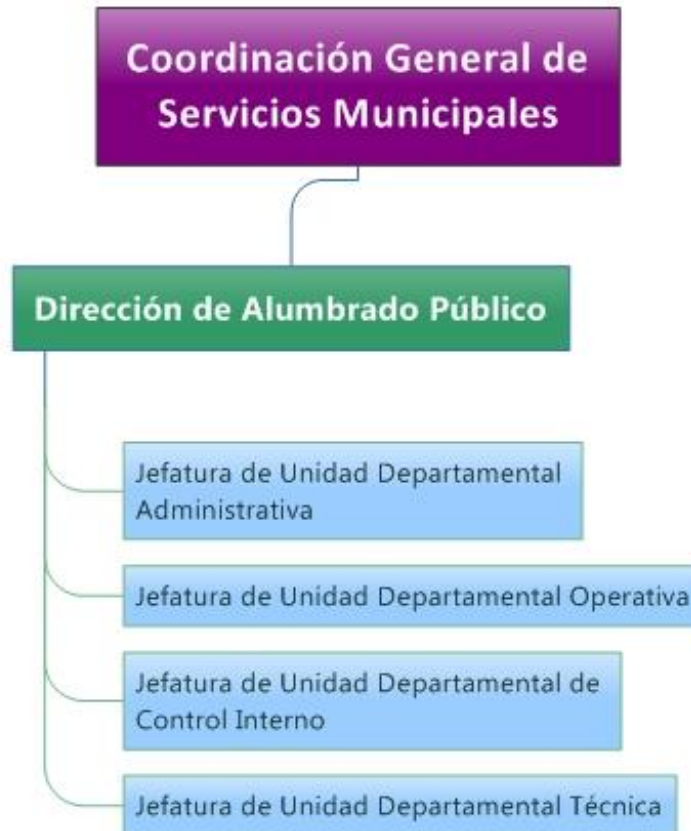 Coordinación General de
Servicios Municipales
Dirección de Alumbrado Público
Jefatura de Unidad Departamental
Administrativa
Jefatura de Unidad Departamental Operativa
Jefatura de Unidad Departamental de
Control Interno
Jefatura de Unidad Departamental Técnica